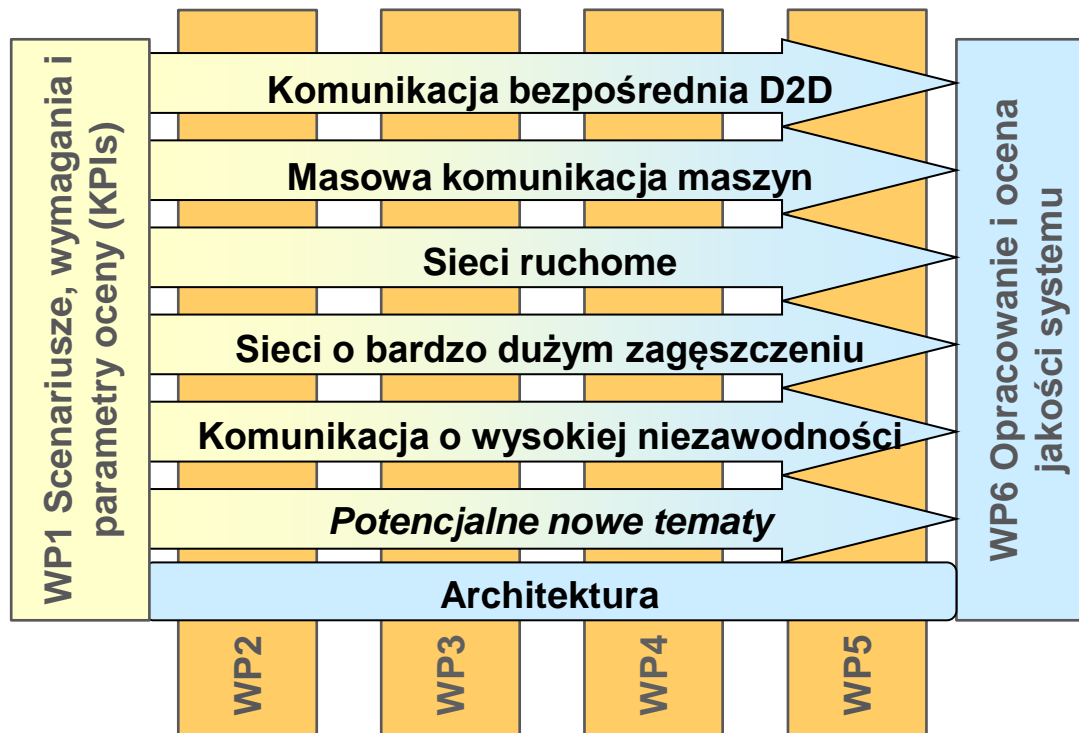 WP1 Scenariusze, wymagania i
parametry oceny (KPIs)
Komunikacja bezpośrednia D2D
Masowa komunikacja maszyn
Sieci ruchome
Sieci o bardzo dużym zagęszczeniu
Komunikacja o wysokiej niezawodności
Potencjalne nowe tematy
Architektura
WP2
WP3
WP4
WP5
WP6 Opracowanie i ocena
jakości systemu